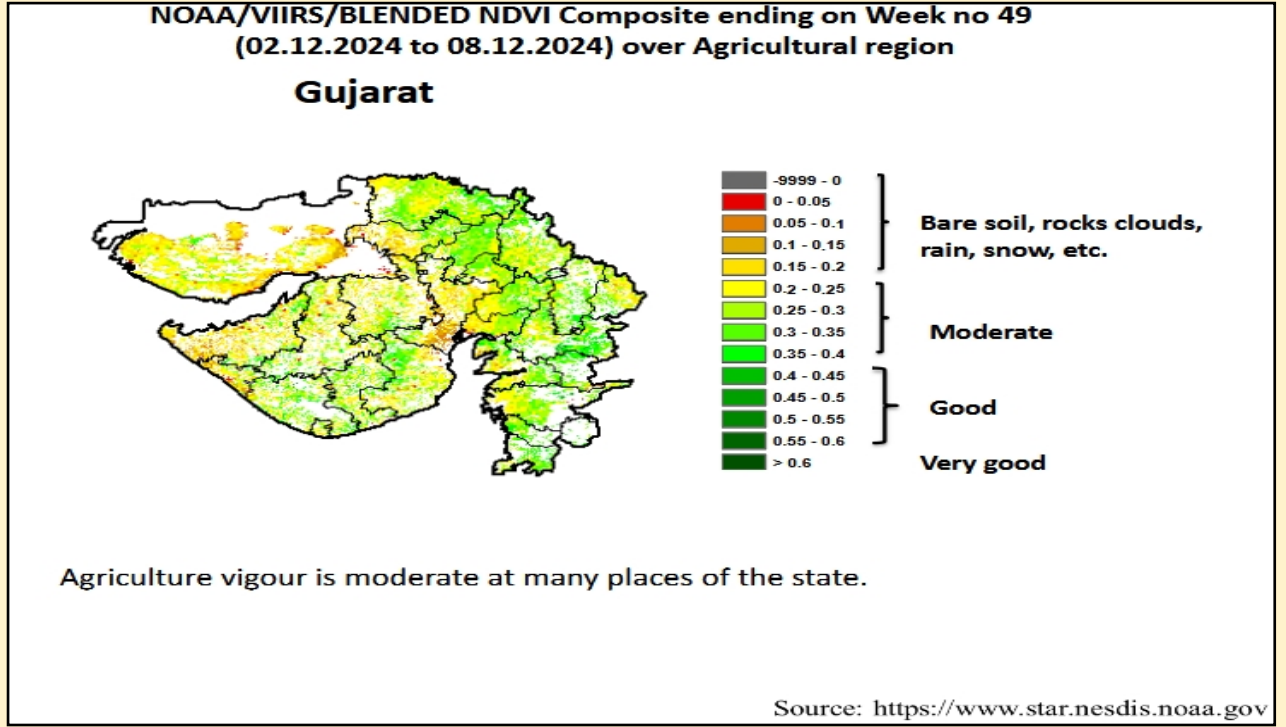 NOAA/VIIRS/BLENDED NDVI Composite ending on Week no 49
(02.12.2024 to 08.12.2024) over Agricultural region
Gujarat
-9999 - 0
0 - 0.05
0.05 - 0.1
0.1 - 0.15
0.15 - 0.2
0.2 - 0.25
0.25 - 0.3
0.3 - 0.35
0.35 - 0.4
0.4 - 0.45
0.45 - 0.5
0.5 - 0.55
0.55 - 0.6
> 0.6
Bare soil, rocks clouds,
rain, snow, etc.
Moderate
Good
Very good
Agriculture vigour is moderate at many places of the state.
Source: https://www.star.nesdis.noaa.gov